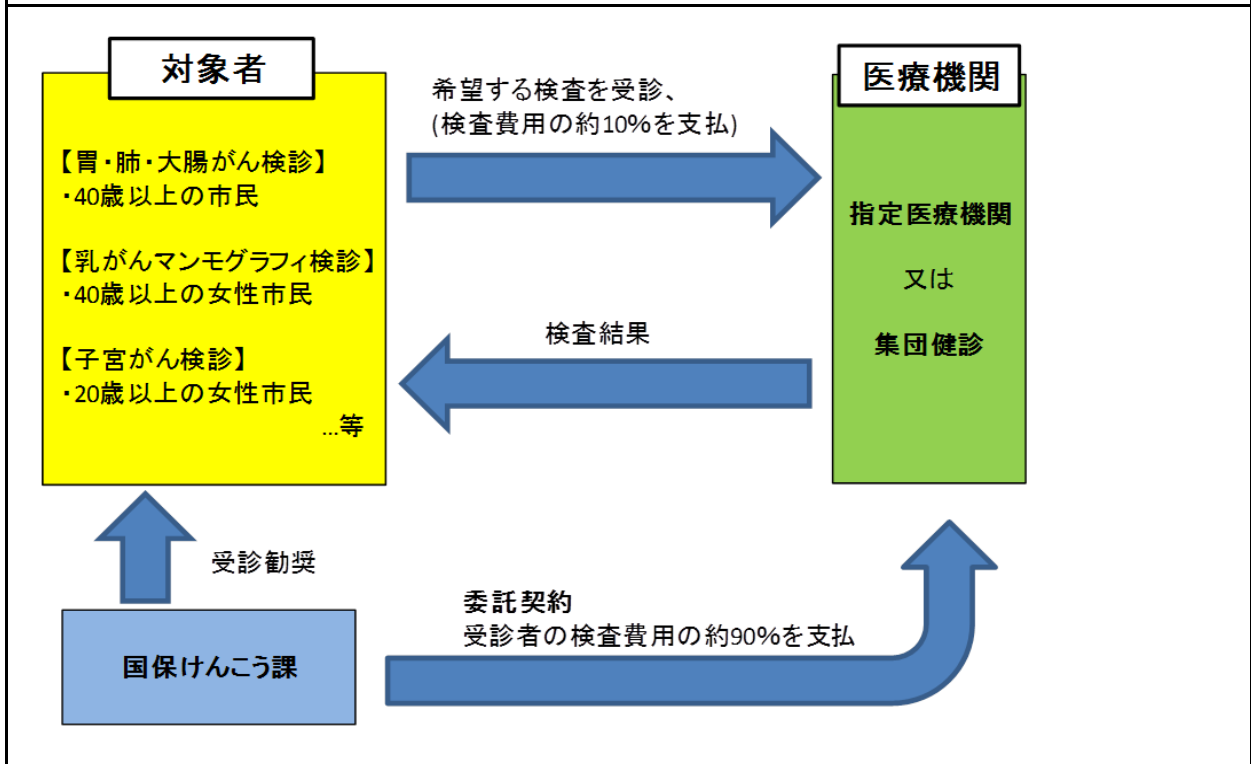 対象者
【胃・肺・大腸がん検診】
・40歳以上の市民
【乳がんマンモグラフィ検診】
・40歳以上の女性市民
【子宮がん検診】
・20歳以上の女性市民
…等
希望する検査を受診、
(検査費用の約10%を支払)
医療機関
指定医療機関
又は
集団健診
検査結果
受診勧奨
国保けんこう課
委託契約
受診者の検査費用の約90%を支払